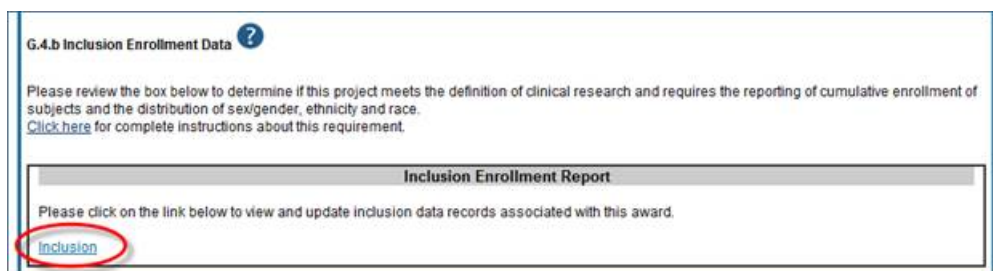 G.4.b Inclusion Enrollment Data ?
Please review the box below to determine if this project meets the definition of clinical research and requires the reporting of cumulative enrollment of
subjects and the distribution of sex/gender, ethnicity and race.
Click here for complete instructions about this requirement.
Inclusion Enrollment Report
Please click on the link below to view and update inclusion data records associated with this award.
Inclusion